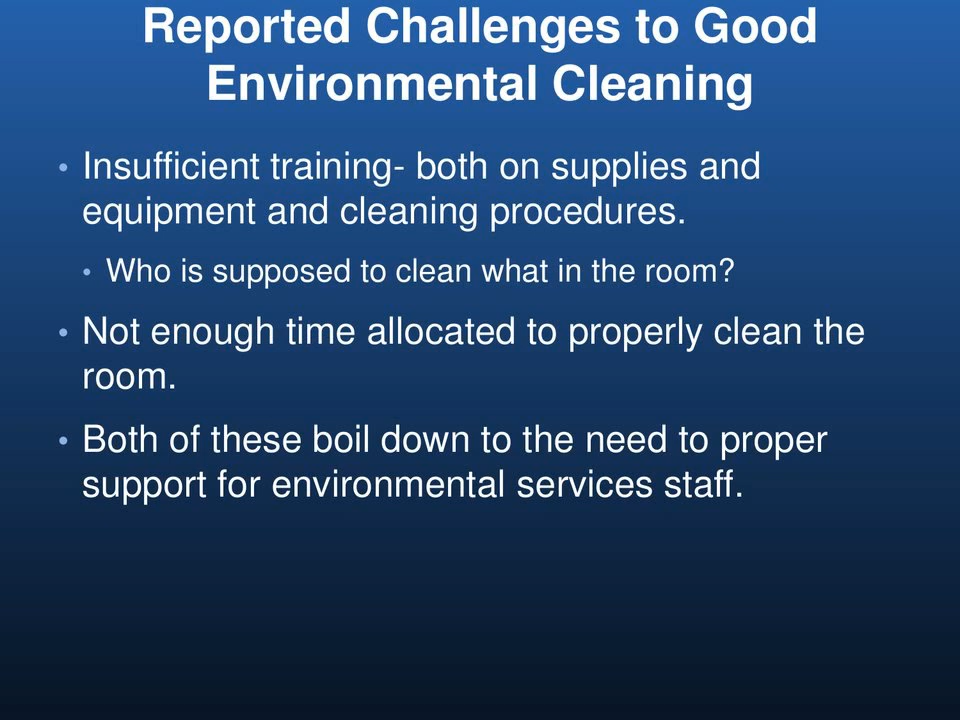 Reported Challenges to Good
Environmental Cleaning
• Insufficient training- both on supplies and
equipment and cleaning procedures.
• Who is supposed to clean what in the room?
• Not enough time allocated to properly clean the
room.
• Both of these boil down to the need to proper
support for environmental services staff.